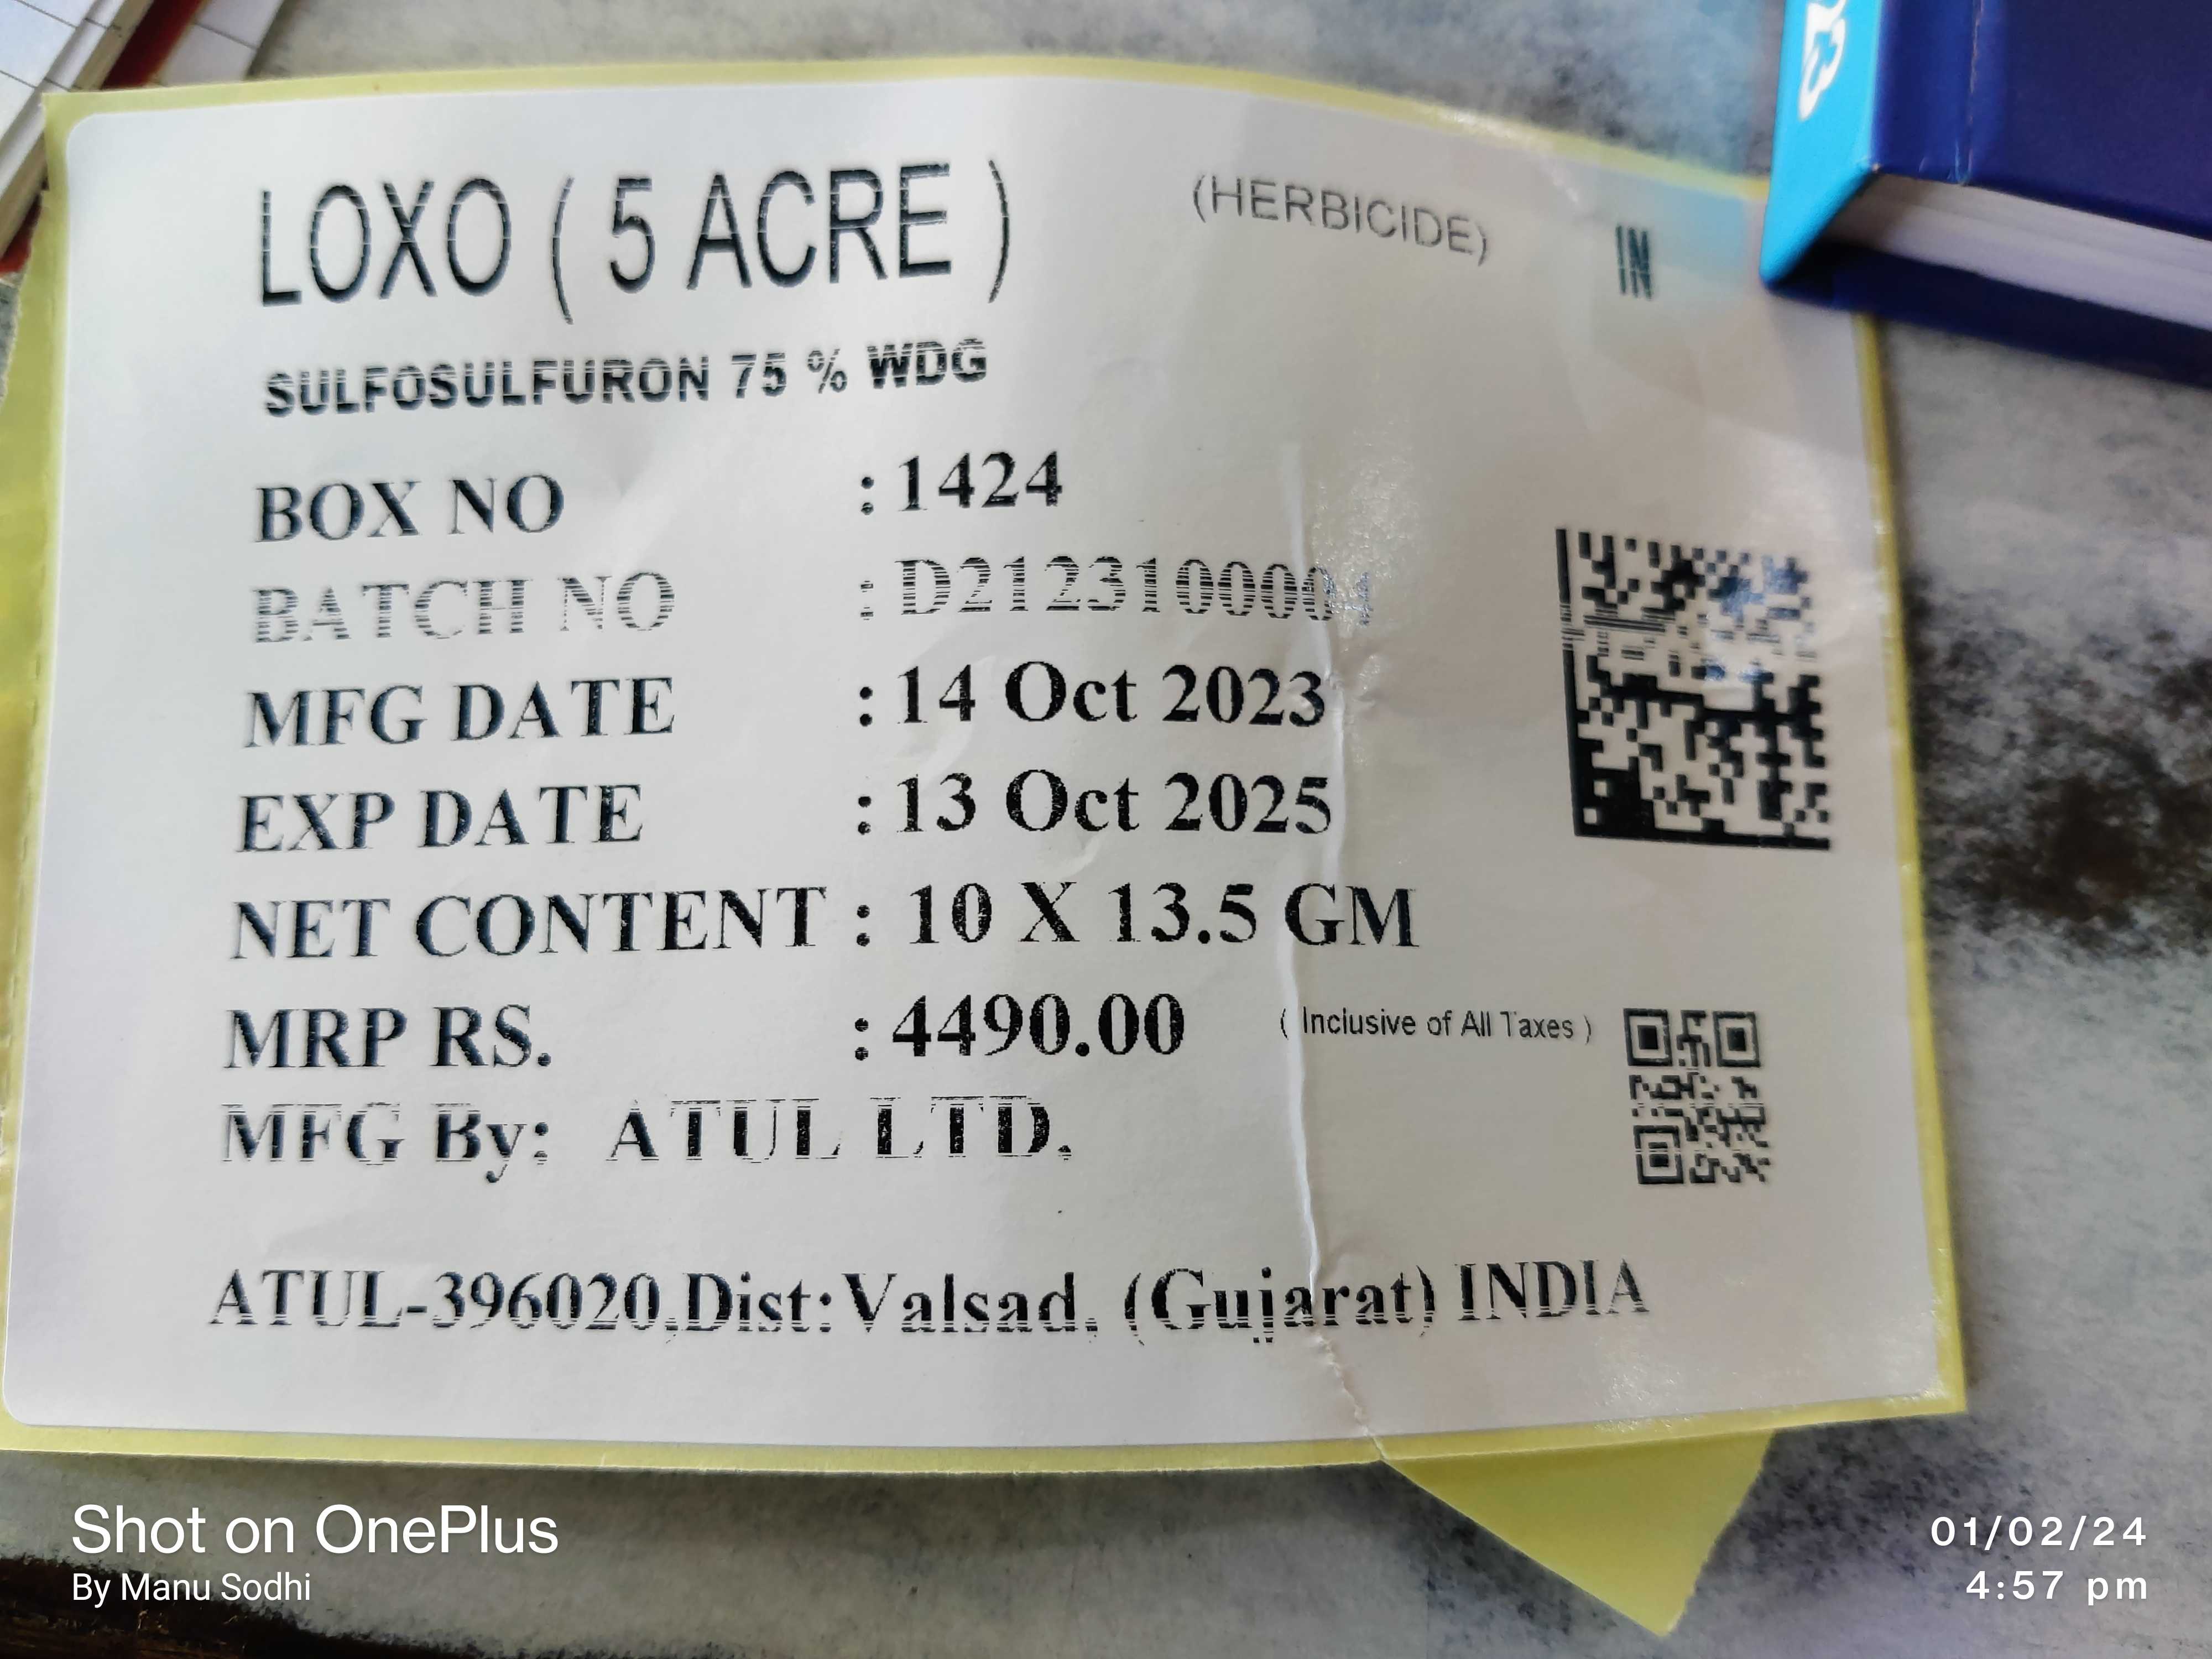 LOXO ( 5 ACRE )
(HERBICIDE)
IN
SULFOSULFURON 75 % WDG
BOX NO : 1424
BATCH NO : D2123100004
MFG DATE : 14 Oct 2023
EXP DATE : 13 Oct 2025
NET CONTENT : 10 X 13.5 GM
MRP RS. : 4490.00 ( Inclusive of All Taxes )
MFG By: ATUL LTD.
ATUL-396020,Dist:Valsad, (Gujarat) INDIA
Shot on OnePlus
By Manu Sodhi
01/02/24
4:57 pm